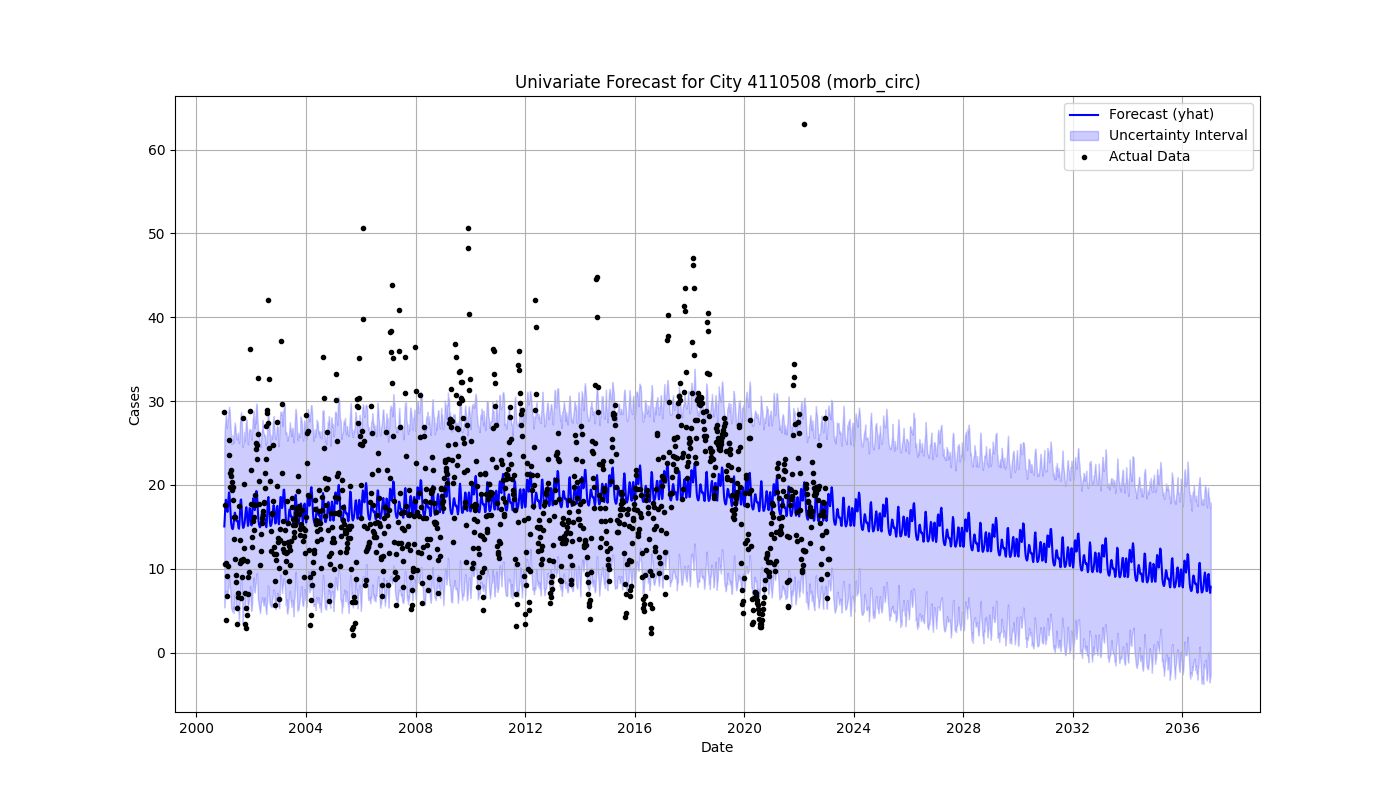 Univariate Forecast for City 4110508 (morb_circ)
Forecast (yhat)
Uncertainty Interval
Actual Data
Cases
60
50
40
30
20
10
0
2000 2004 2008 2012 2016 2020 2024 2028 2032 2036
Date